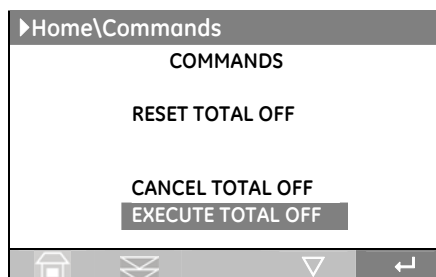 Home\Commands
COMMANDS
RESET TOTAL OFF
CANCEL TOTAL OFF
EXECUTE TOTAL OFF